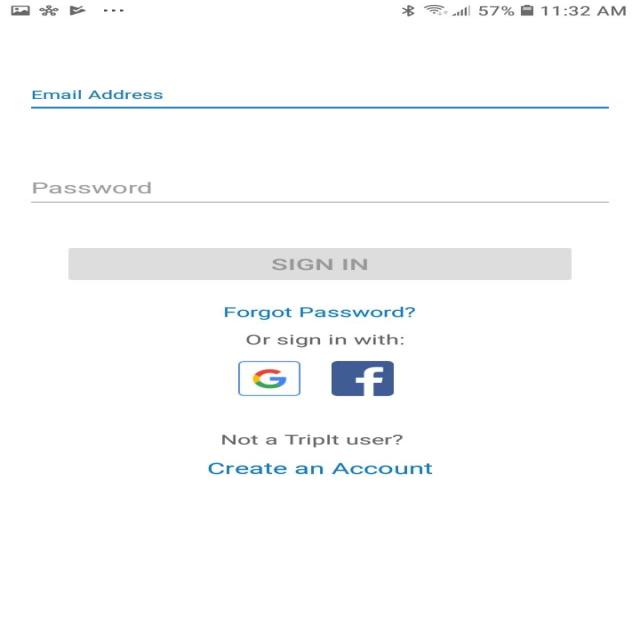 57% 11:32 AM
Email Address
Password
SIGN IN
Forgot Password?
Or sign in with:
G f
Not a TripIt user?
Create an Account